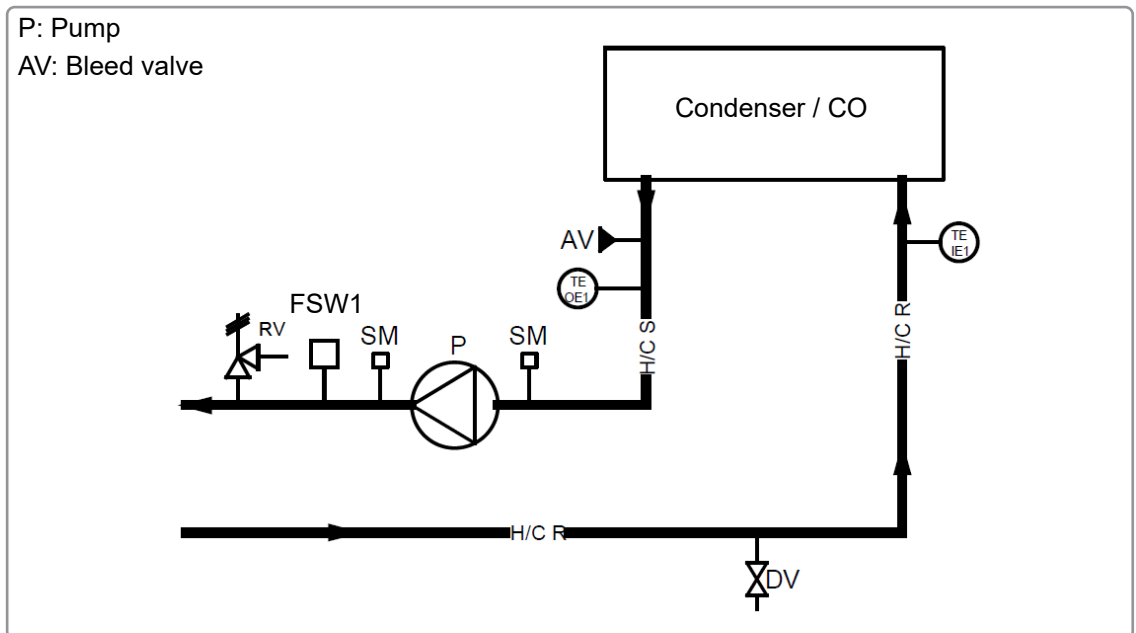 P: Pump
AV: Bleed valve
Condenser / CO
AV
TE
IE1
TE
OE1
FSW1
RV
SM
P
SM
H/C S
H/C R
H/C R
DV